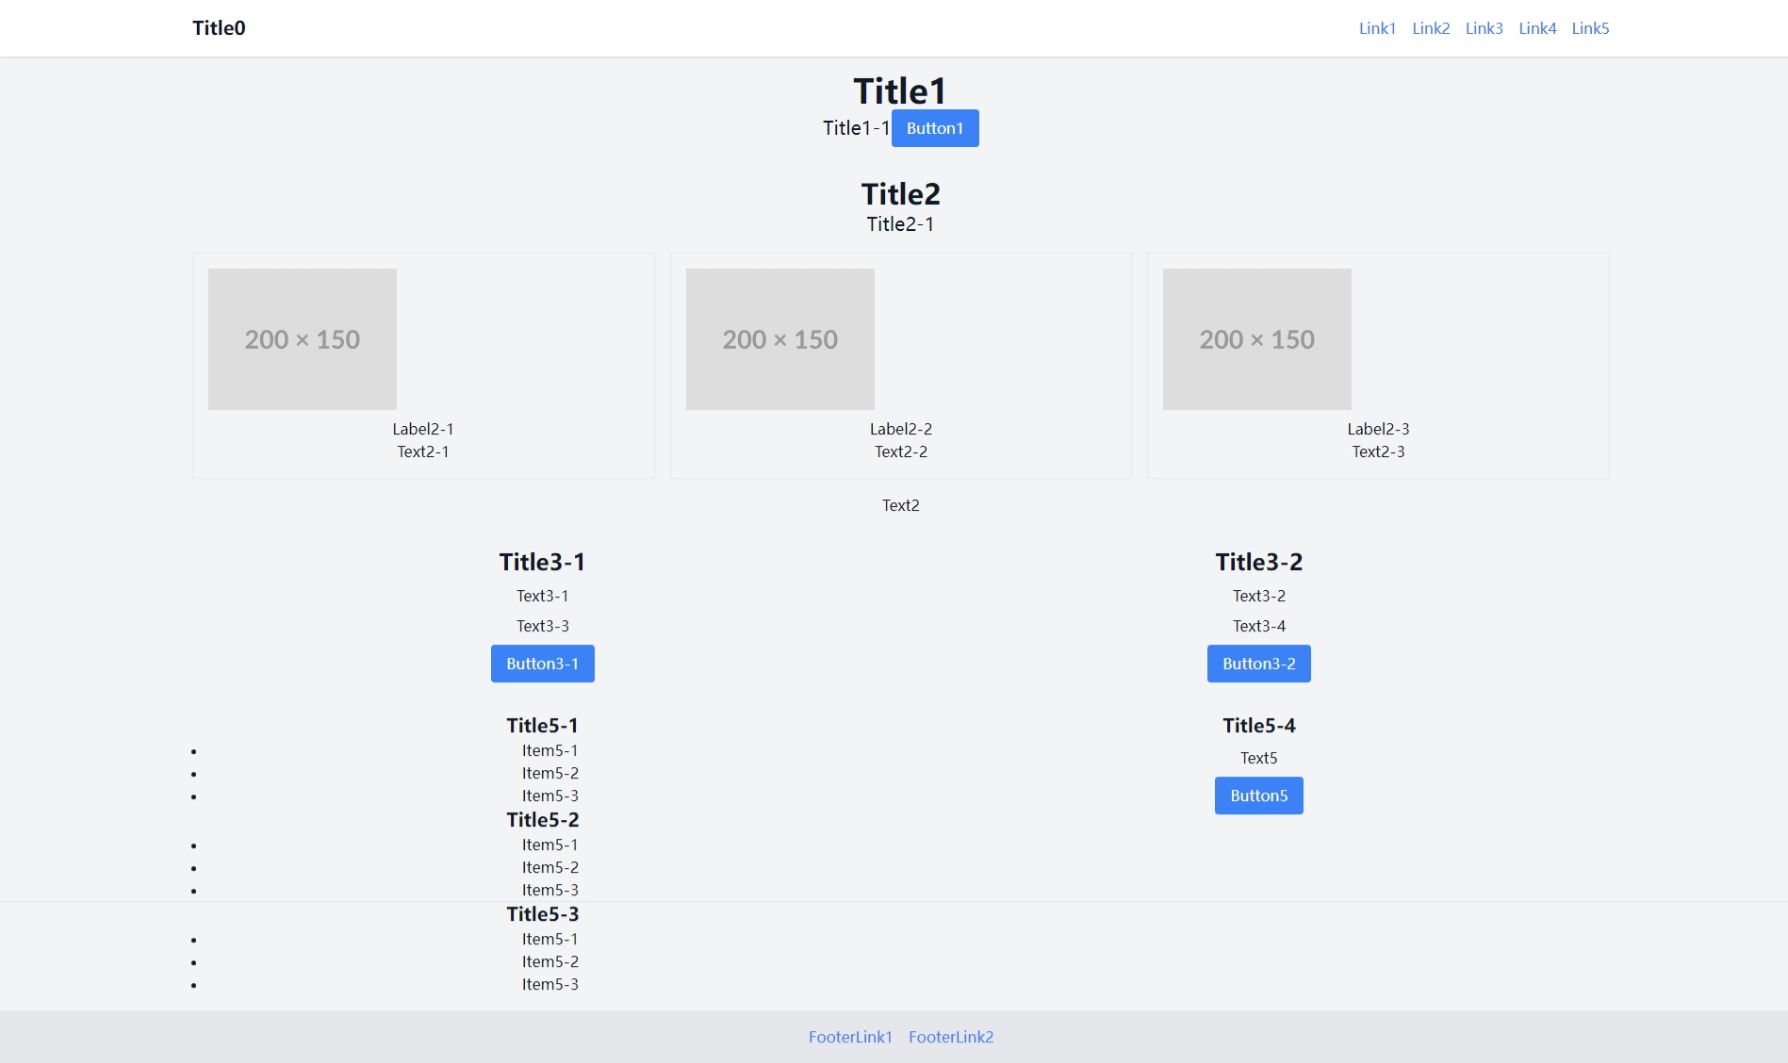 Title0
Link1 Link2 Link3 Link4 Link5
Title1
Title1-1 Button1
Title2
Title2-1
200 × 150
Label2-1
Text2-1
200 × 150
Label2-2
Text2-2
200 × 150
Label2-3
Text2-3
Text2
Title3-1
Text3-1
Text3-3
Button3-1
Title3-2
Text3-2
Text3-4
Button3-2
Title5-1
Item5-1
Item5-2
Item5-3
Title5-2
Item5-1
Item5-2
Item5-3
Title5-3
Item5-1
Item5-2
Item5-3
Title5-4
Text5
Button5
FooterLink1 FooterLink2